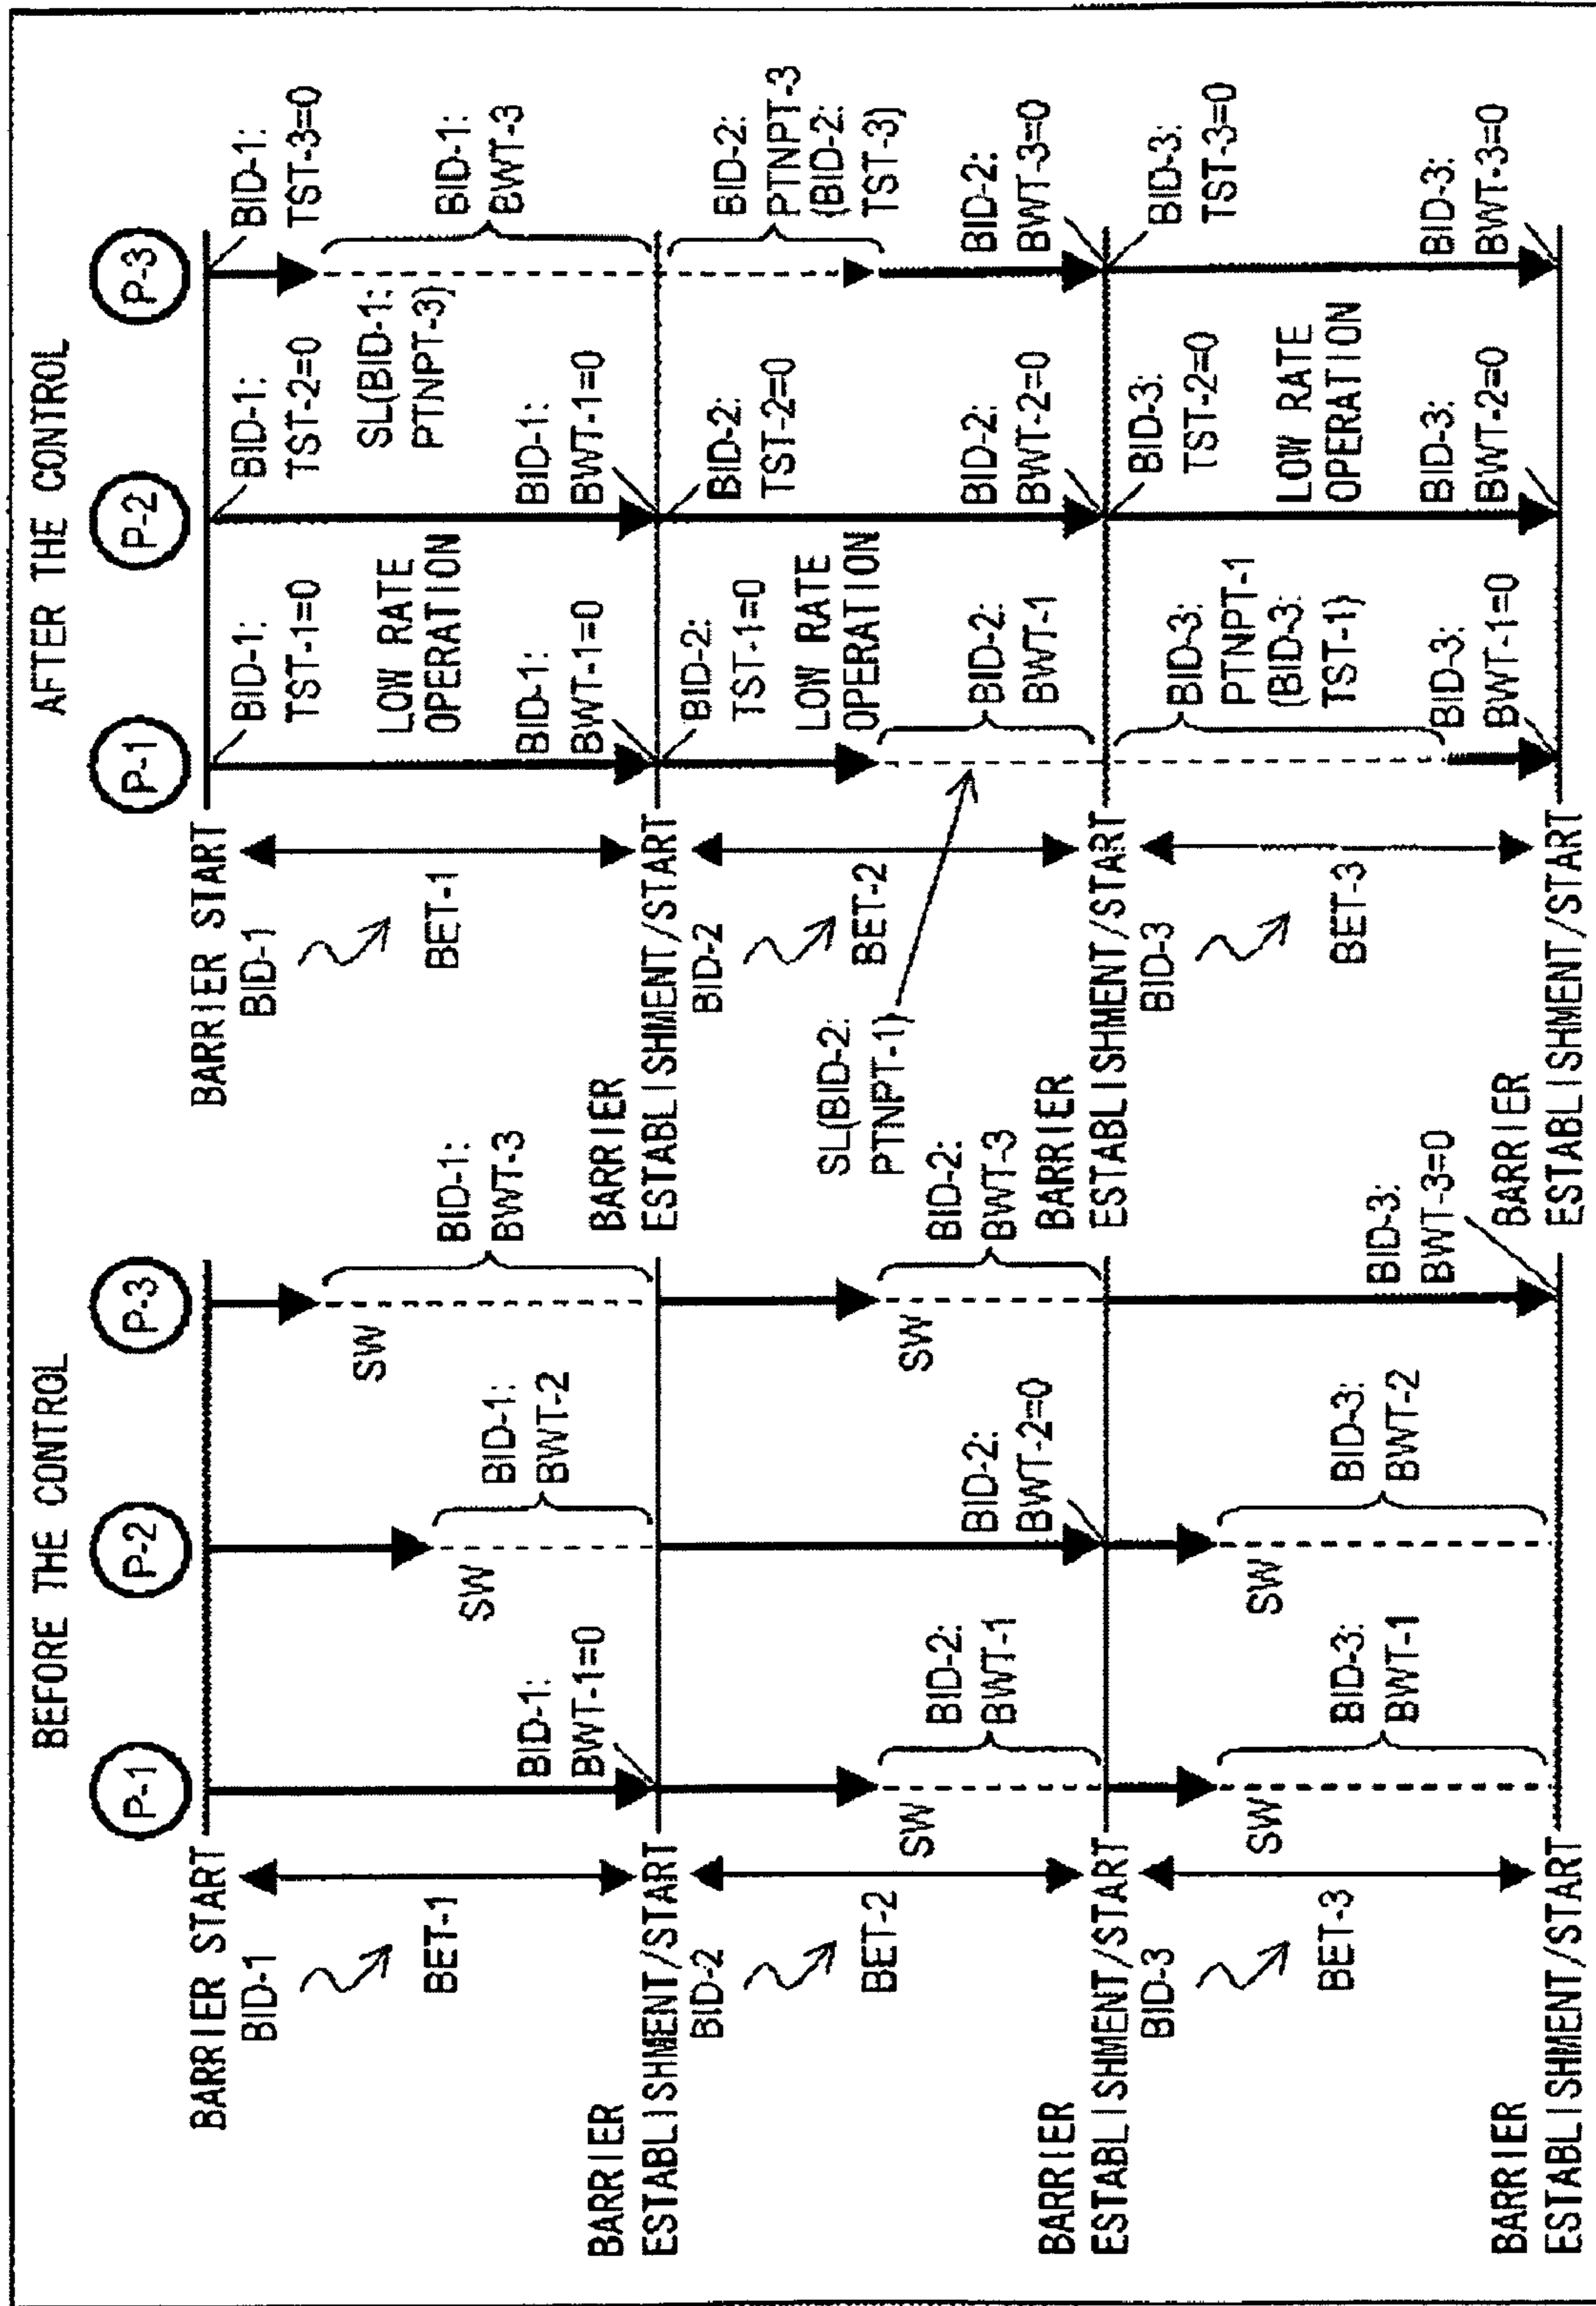 BEFORE THE CONTROL
P-1
P-2
P-3
BARRIER START
BID-1
BET-1
BID-1:
BWT-1=0
SW
BID-1:
BWT-2
SW
BID-1:
BWT-3
BARRIER
ESTABLISHMENT/START
BID-2
BET-2
SW
BID-2:
BWT-1
BID-2:
BWT-2=0
SW
BID-2:
BWT-3
BARRIER
ESTABLISHMENT/START
BID-3
BET-3
SW
BID-3:
BWT-1
SW
BID-3:
BWT-2
BID-3:
BWT-3=0
BARRIER
ESTABLISHMENT/START
AFTER THE CONTROL
P-1
P-2
P-3
BARRIER START
BID-1
BET-1
BID-1:
TST-1=0
LOW RATE
OPERATION
BID-1:
BWT-1=0
BID-1:
TST-2=0
SL(BID-1:
PTNPT-3)
BID-1:
BWT-1=0
BID-1:
TST-3=0
BID-1:
BWT-3
BARRIER
ESTABLISHMENT/START
BID-2
BET-2
SL(BID-2:
PTNPT-1)
BID-2:
TST-1=0
LOW RATE
OPERATION
BID-2:
BWT-1
BID-2:
TST-2=0
BID-2:
BWT-2=0
BID-2:
PTNPT-3
(BID-2:
TST-3)
BID-2:
BWT-3=0
BARRIER
ESTABLISHMENT/START
BID-3
BET-3
BID-3:
PTNPT-1
(BID-3:
TST-1)
BID-3:
BWT-1=0
BID-3:
TST-2=0
LOW RATE
OPERATION
BID-3:
BWT-2=0
BID-3:
TST-3=0
BID-3:
BWT-3=0
BARRIER
ESTABLISHMENT/START